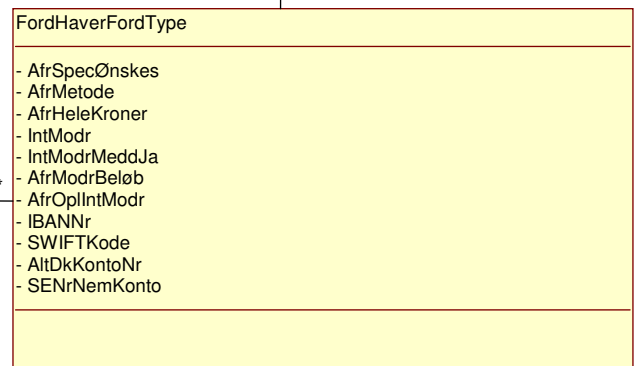 FordHaverFordType
- AfrSpecØnskes
- AfrMetode
- AfrHeleKroner
- IntModr
- IntModrMeddJa
- AfrModrBeløb
- AfrOplIntModr
- IBANNr
- SWIFTKode
- AltDkKontoNr
- SENrNemKonto